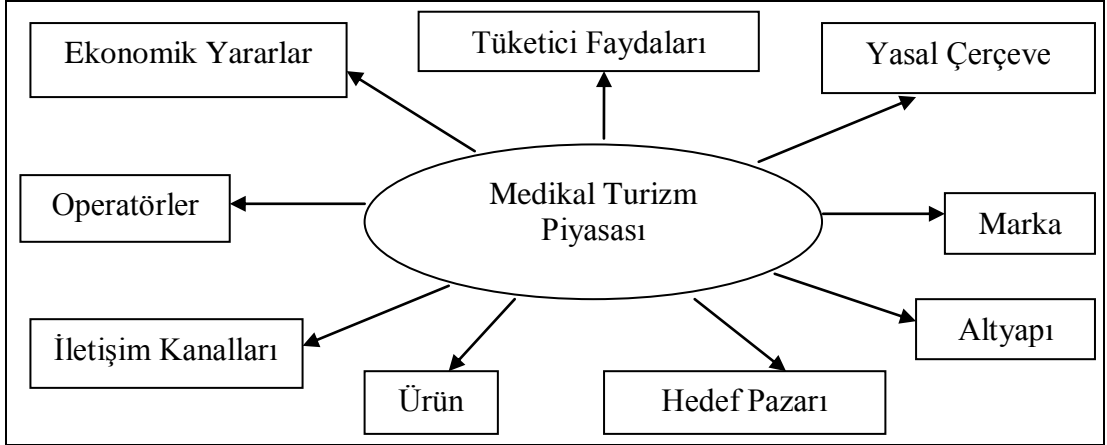 Ekonomik Yararlar
Tüketici Faydaları
Yasal Çerçeve
Operatörler
Medikal Turizm
Piyasası
Marka
İletişim Kanalları
Altyapı
Ürün
Hedef Pazarı